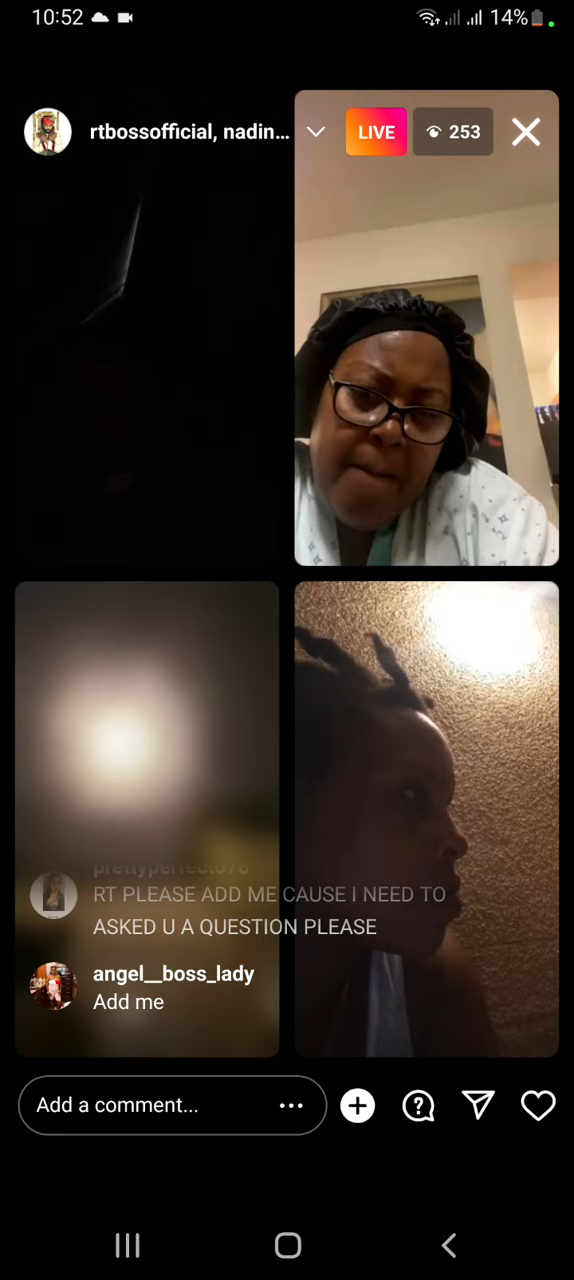 10:52
14%
rtbossofficial, nadin...
LIVE
253
prettyperfect876
RT PLEASE ADD ME CAUSE I NEED TO
ASKED U A QUESTION PLEASE
angel__boss_lady
Add me
Add a comment...